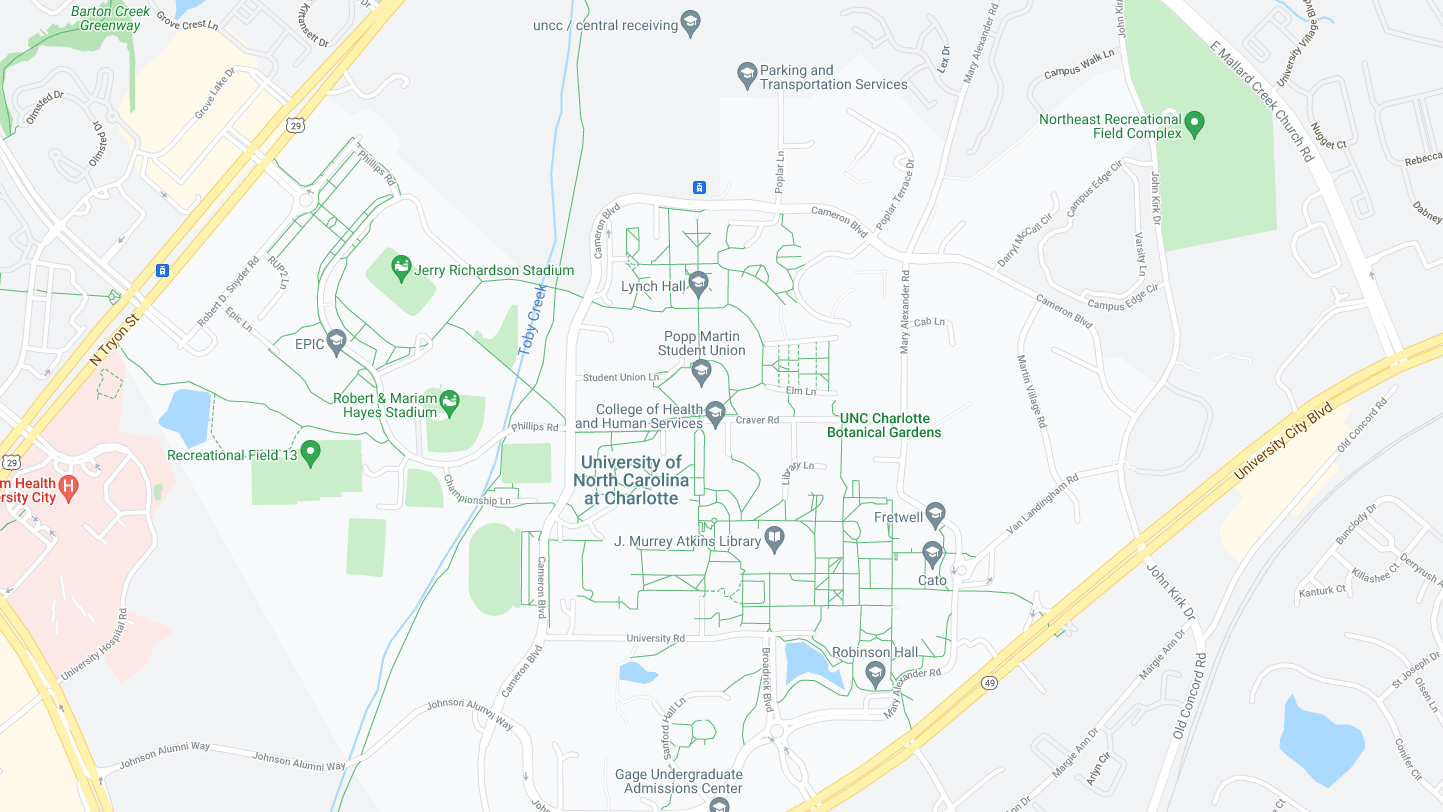 Barton Creek
Greenway
Grove Crest Ln
Kittansett Dr
uncc / central receiving
Parking and
Transportation Services
Lex Dr
Mary Alexander Rd
Campus Walk Ln
John Kirk Dr
E Mallard Creek Church Rd
University Village Blvd
Northeast Recreational
Field Complex
Nugget Ct
Rebecca
Dabney
Grove Lake Dr
Olmsted Dr
Olmsted Dr
29
Phillips Rd
Poplar Ln
Poplar Terrace Dr
Cameron Blvd
Cameron Blvd
Campus Edge Cir
Darryl McCall Cir
John Kirk Dr
Varsity Ln
Campus Edge Cir
Robert D. Snyder Rd
RUP2 Ln
Epic Ln
Jerry Richardson Stadium
Toby Creek
Lynch Hall
Mary Alexander Rd
Cab Ln
Cameron Blvd
N Tryon St
EPIC
Popp Martin
Student Union
Student Union Ln
Elm Ln
Martin Village Rd
Robert & Mariam
Hayes Stadium
College of Health
and Human Services
Craver Rd
UNC Charlotte
Botanical Gardens
University City Blvd
Old Concord Rd
Phillips Rd
Recreational Field 13
29
m Health
ersity City
H
University of
North Carolina
at Charlotte
Library Ln
Championship Ln
Van Landingham Rd
Fretwell
J. Murrey Atkins Library
Cato
Bunclody Dr
Killashee Ct
Derryrush
Kanturk Ct
Cameron Blvd
John Kirk Dr
University Hospital Rd
University Rd
Broadrick Blvd
Robinson Hall
Mary Alexander Rd
49
Margie Ann Dr
Old Concord Rd
St Joseph Dr
Olsen Ln
Cameron Blvd
Johnson Alumni Way
Sanford Hall Ln
Johnson Alumni Way
Johnson Alumni Way
Margie Ann Dr
Arlyn Cir
Conifer Cir
Gage Undergraduate
Admissions Center
John
Ann Dr